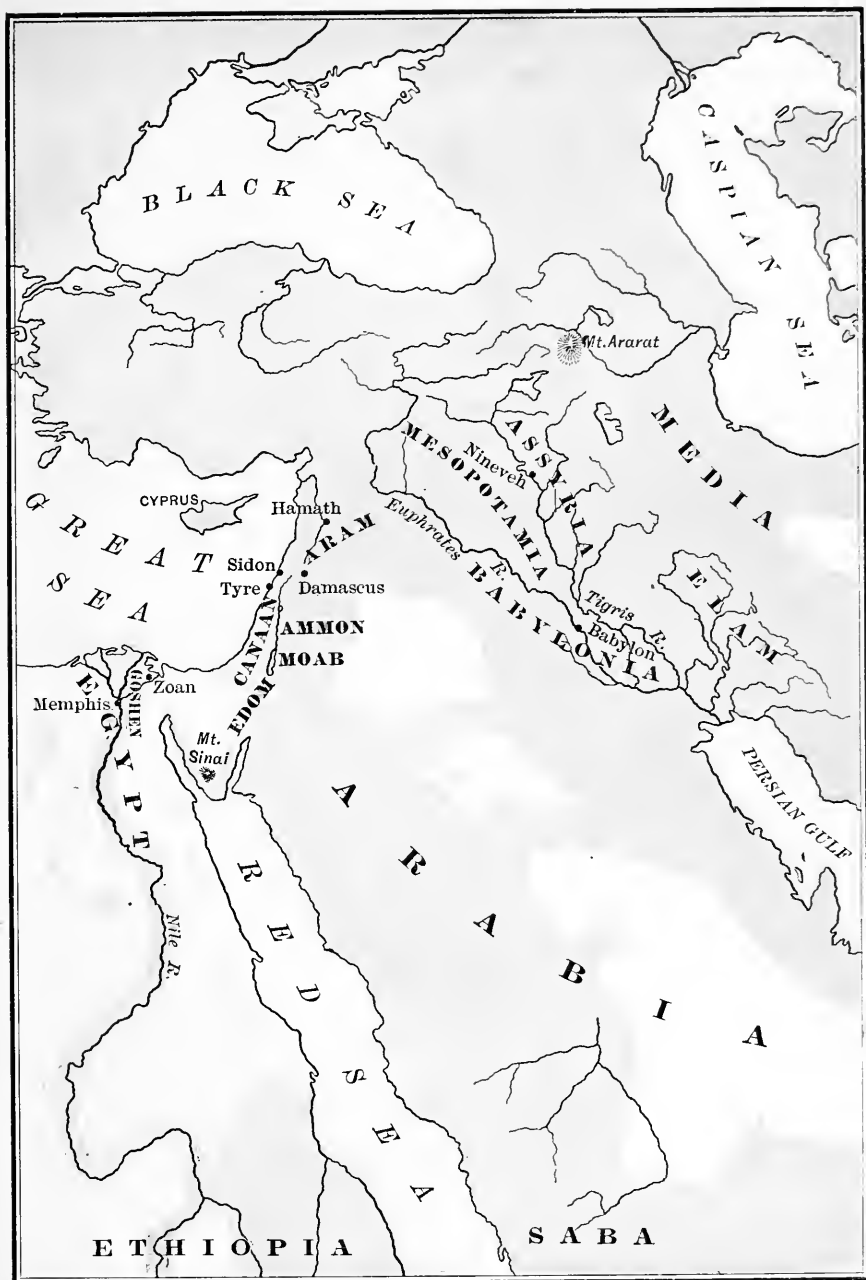 BLACK SEA
CASPIAN SEA
Mt. Ararat
MEDIA
ASSYRIA
MESOPOTAMIA
Nineveh
GREAT
SEA
CYPRUS
Hamath
ARAM
Euphrates R.
Sidon
Tyre
Damascus
BABYLONIA
Tigris R.
ELAM
Babylon
CANAAN
AMMON
MOAB
EDOM
Zoan
GOSHEN
Memphis
EGYPT
Mt.
Sinai
PERSIAN GULF
ARABIA
RED SEA
Nile R.
ETHIOPIA
SABA